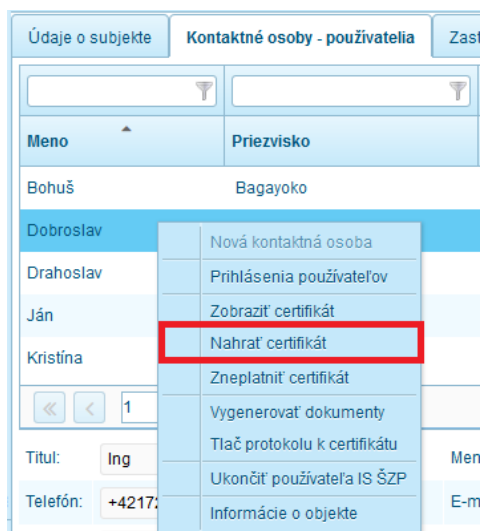 Údaje o subjekte Kontaktné osoby - používatelia Zast
Meno Priezvisko
Bohuš Bagayoko
Dobroslav
Nová kontaktná osoba
Drahoslav Prihlásenia používateľov
Ján Zobraziť certifikát
Nahrať certifikát
Kristína
Zneplatniť certifikát
1 Vygenerovať dokumenty
Tlač protokolu k certifikátu
Titul: Ing Men
Ukončiť používateľa IS ŠZP
Telefón: +4217 E-m
Informácie o objekte